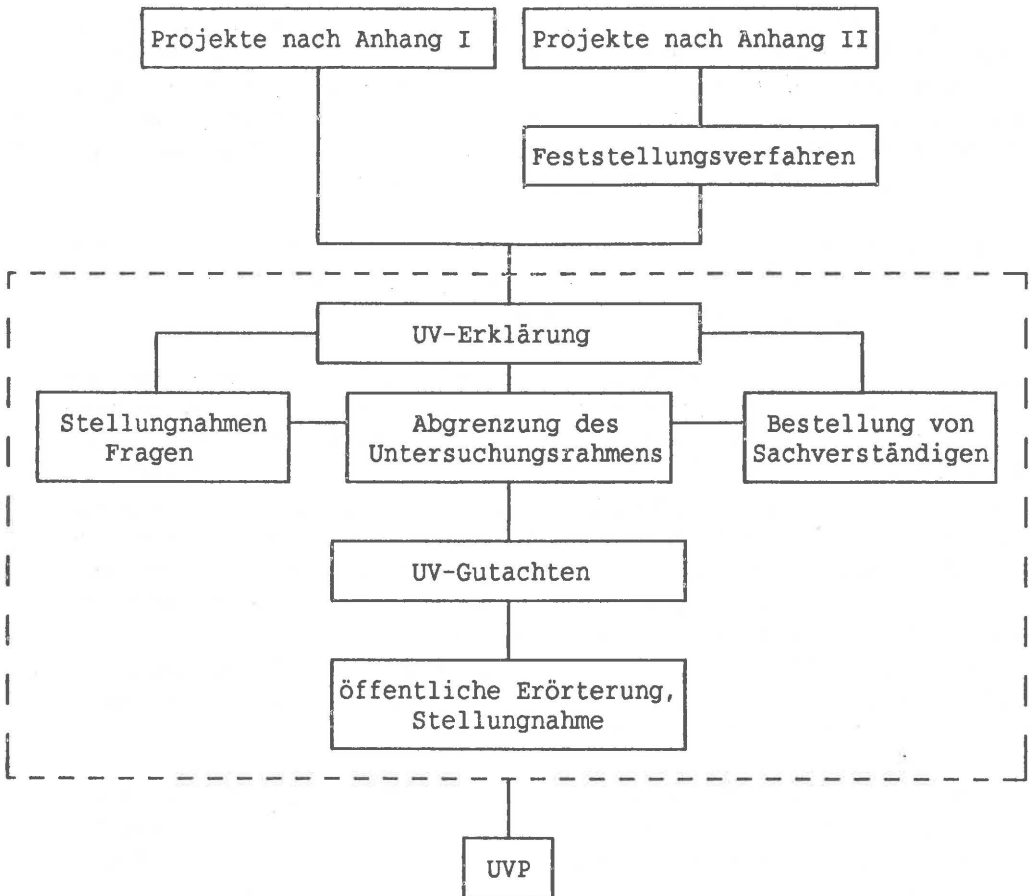 Projekte nach Anhang I
Projekte nach Anhang II
Feststellungsverfahren
UV-Erklärung
Stellungnahmen
Fragen
Abgrenzung des
Untersuchungsrahmens
Bestellung von
Sachverständigen
UV-Gutachten
öffentliche Erörterung,
Stellungnahme
UVP